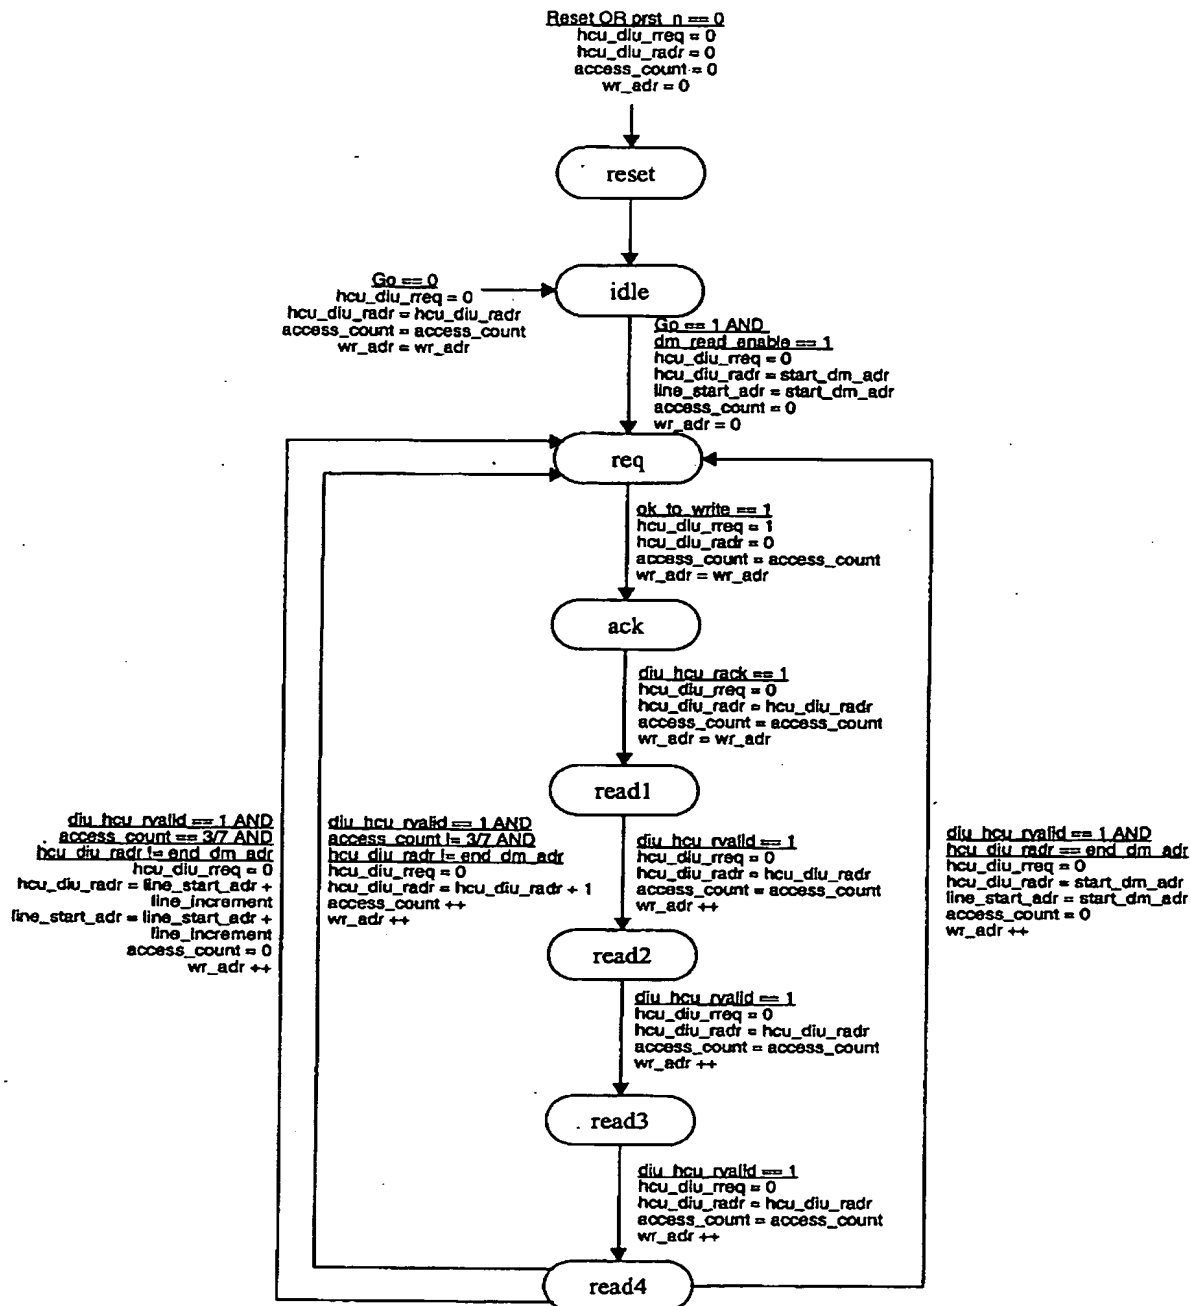 Reset OR prst_n == 0
hcu_diu_rreq = 0
hcu_diu_radr = 0
access_count = 0
wr_adr = 0
reset
Go == 0
hcu_diu_rreq = 0
hcu_diu_radr = hcu_diu_radr
access_count = access_count
wr_adr = wr_adr
idle
Go == 1 AND
dm_read_enable == 1
hcu_diu_rreq = 0
hcu_diu_radr = start_dm_adr
line_start_adr = start_dm_adr
access_count = 0
wr_adr = 0
req
ok_to_write == 1
hcu_diu_rreq = 1
hcu_diu_radr = 0
access_count = access_count
wr_adr = wr_adr
ack
diu_hcu_rack == 1
hcu_diu_rreq = 0
hcu_diu_radr = hcu_diu_radr
access_count = access_count
wr_adr = wr_adr
read1
diu_hcu_rvalid == 1 AND
access_count == 3/7 AND
hcu_diu_radr != end_dm_adr
hcu_diu_rreq = 0
hcu_diu_radr = line_start_adr +
line_increment
line_start_adr = line_start_adr +
line_increment
access_count = 0
wr_adr ++
diu_hcu_rvalid == 1 AND
access_count != 3/7 AND
hcu_diu_radr != end_dm_adr
hcu_diu_rreq = 0
hcu_diu_radr = hcu_diu_radr + 1
access_count ++
wr_adr ++
diu_hcu_rvalid == 1
hcu_diu_rreq = 0
hcu_diu_radr = hcu_diu_radr
access_count = access_count
wr_adr ++
diu_hcu_rvalid == 1 AND
hcu_diu_radr == end_dm_adr
hcu_diu_rreq = 0
hcu_diu_radr = start_dm_adr
line_start_adr = start_dm_adr
access_count = 0
wr_adr ++
read2
diu_hcu_rvalid == 1
hcu_diu_rreq = 0
hcu_diu_radr = hcu_diu_radr
access_count = access_count
wr_adr ++
read3
diu_hcu_rvalid == 1
hcu_diu_rreq = 0
hcu_diu_radr = hcu_diu_radr
access_count = access_count
wr_adr ++
read4